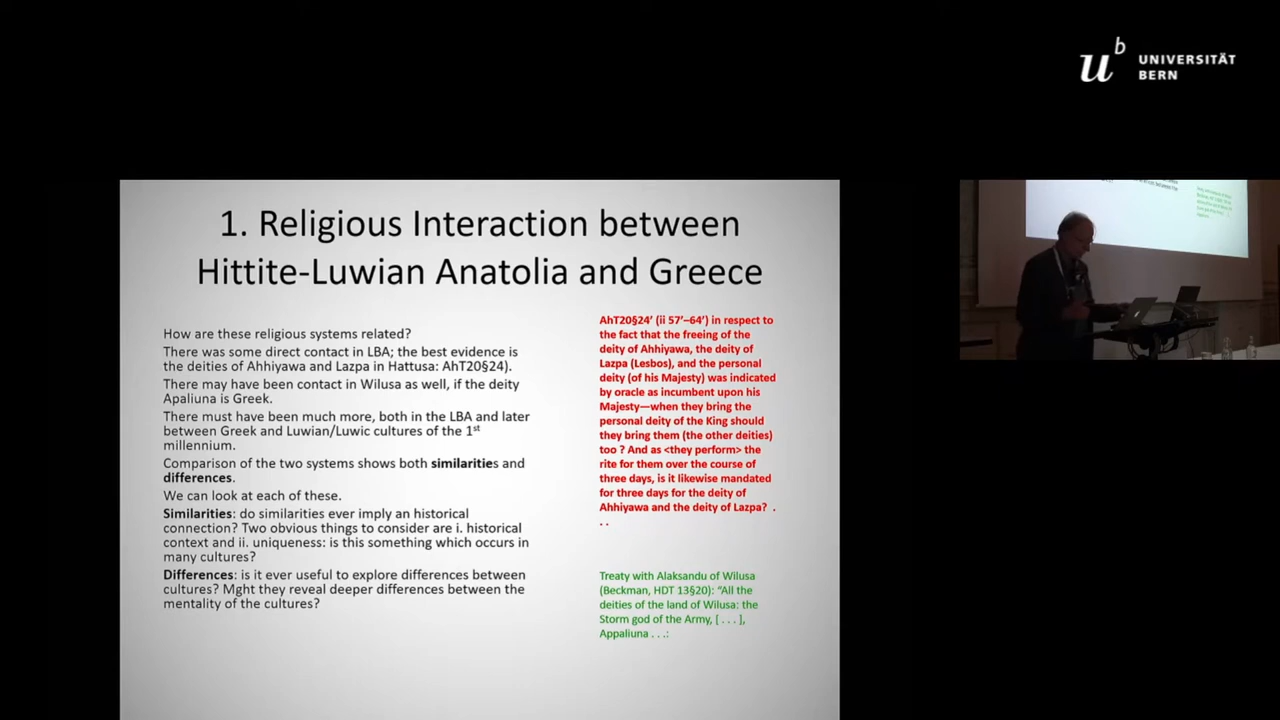 u^b UNIVERSITÄT
BERN
1. Religious Interaction between
Hittite-Luwian Anatolia and Greece
How are these religious systems related?
There was some direct contact in LBA; the best evidence is
the deities of Ahhiyawa and Lazpa in Hattusa: AhT20§24).
There may have been contact in Wilusa as well, if the deity
Apaliuna is Greek.
There must have been much more, both in the LBA and later
between Greek and Luwian/Luwic cultures of the 1st
millennium.
Comparison of the two systems shows both similarities and
differences.
We can look at each of these.
Similarities: do similarities ever imply an historical
connection? Two obvious things to consider are i. historical
context and ii. uniqueness: is this something which occurs in
many cultures?
Differences: is it ever useful to explore differences between
cultures? Mght they reveal deeper differences between the
mentality of the cultures?
AhT20§24’ (ii 57’–64’) in respect to
the fact that the freeing of the
deity of Ahhiyawa, the deity of
Lazpa (Lesbos), and the personal
deity (of his Majesty) was indicated
by oracle as incumbent upon his
Majesty—when they bring the
personal deity of the King should
they bring them (the other deities)
too ? And as <they perform> the
rite for them over the course of
three days, is it likewise mandated
for three days for the deity of
Ahhiyawa and the deity of Lazpa? .
. .
Treaty with Alaksandu of Wilusa
(Beckman, HDT 13§20): “All the
deities of the land of Wilusa: the
Storm god of the Army, [ . . . ],
Appaliuna . . .: